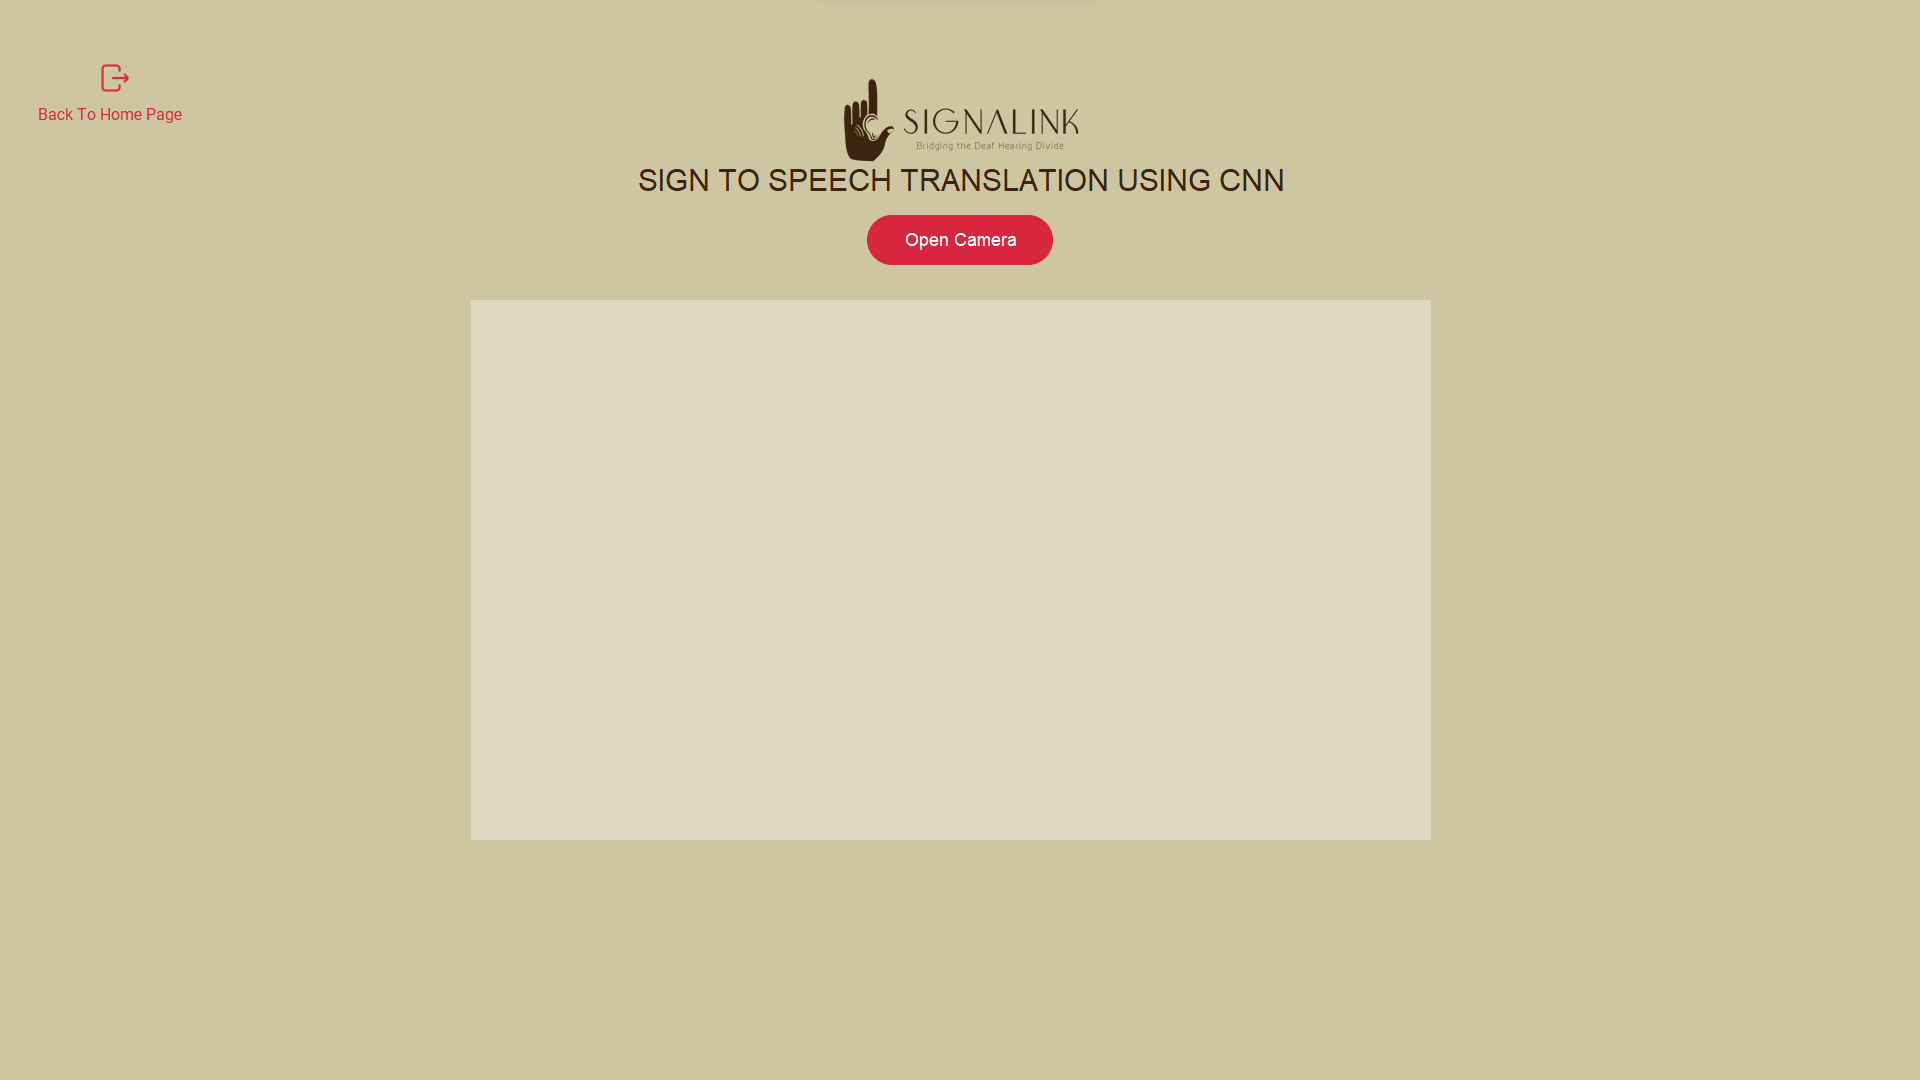 Back To Home Page
SIGNALINK
Bridging the Deaf Hearing Divide
SIGN TO SPEECH TRANSLATION USING CNN
Open Camera